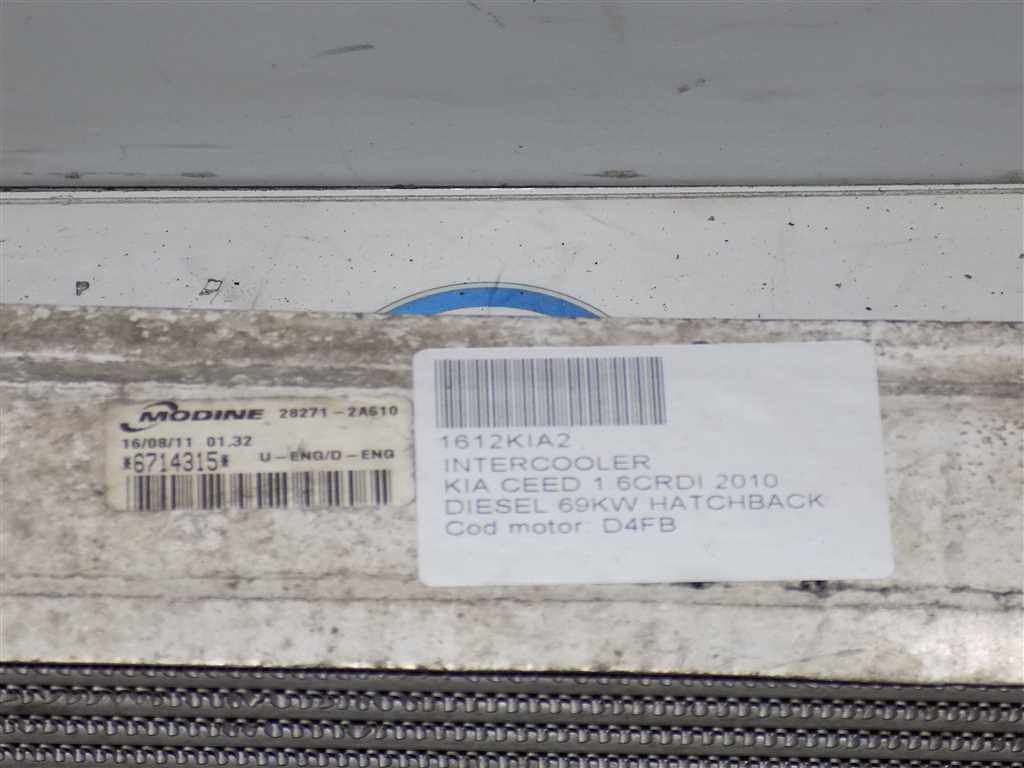 MODINE 28271-2A610
16/08/11 01.32
*6714315* U-ENG/D-ENG
1612KIA2
INTERCOOLER
KIA CEED 1.6CRDI 2010
DIESEL 69KW HATCHBACK
Cod motor: D4FB